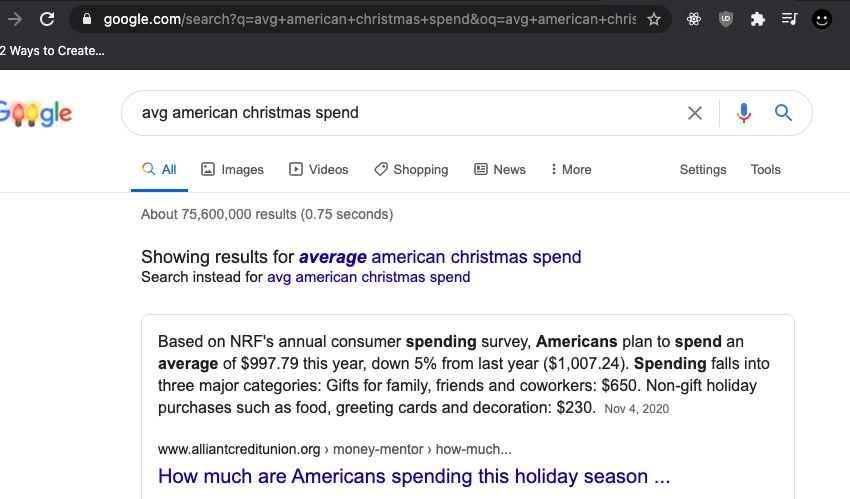 google.com/search?q=avg+american+christmas+spend&oq=avg+american+chris
2 Ways to Create...
Google
avg american christmas spend
All Images Videos Shopping News More Settings Tools
About 75,600,000 results (0.75 seconds)
Showing results for average american christmas spend
Search instead for avg american christmas spend
Based on NRF's annual consumer spending survey, Americans plan to spend an
average of $997.79 this year, down 5% from last year ($1,007.24). Spending falls into
three major categories: Gifts for family, friends and coworkers: $650. Non-gift holiday
purchases such as food, greeting cards and decoration: $230. Nov 4, 2020
www.alliantcreditunion.org › money-mentor › how-much...
How much are Americans spending this holiday season ...